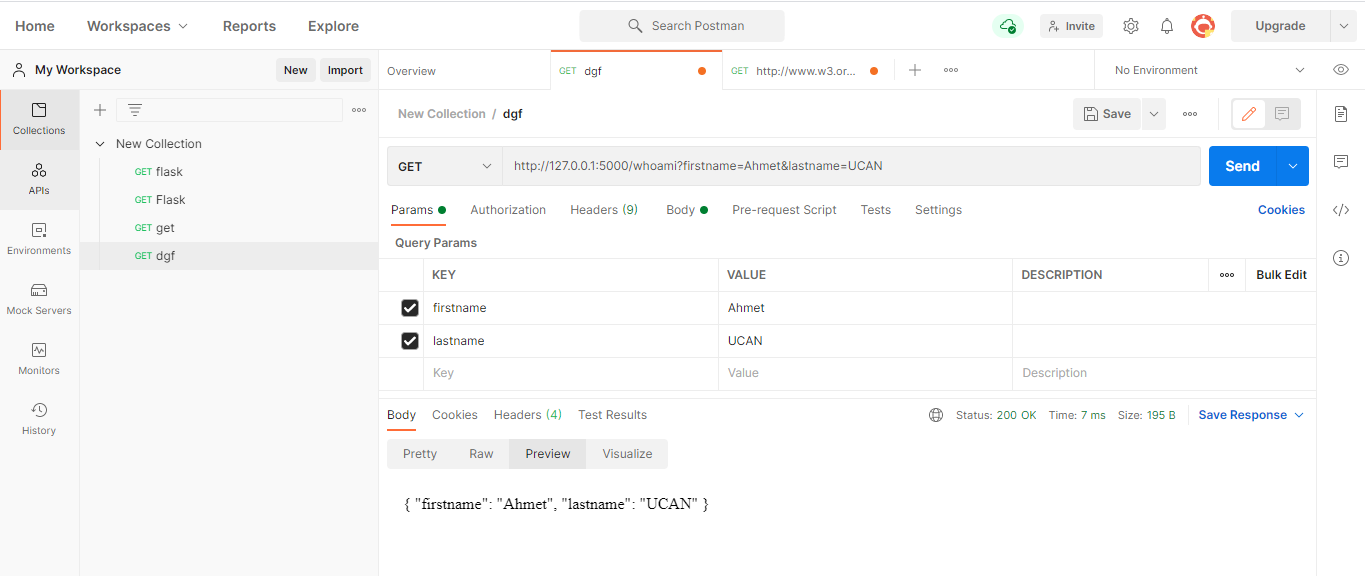 Home Workspaces Reports Explore Search Postman Invite Upgrade
My Workspace New Import Overview GET dgf GET http://www.w3.or... No Environment
Collections
APIs
Environments
Mock Servers
Monitors
History
New Collection
GET flask
GET Flask
GET get
GET dgf
New Collection / dgf Save
GET http://127.0.0.1:5000/whoami?firstname=Ahmet&lastname=UCAN Send
Params Authorization Headers (9) Body Pre-request Script Tests Settings Cookies
Query Params
KEY VALUE DESCRIPTION Bulk Edit
firstname Ahmet
lastname UCAN
Key Value Description
Body Cookies Headers (4) Test Results Status: 200 OK Time: 7 ms Size: 195 B Save Response
Pretty Raw Preview Visualize
{ "firstname": "Ahmet", "lastname": "UCAN" }